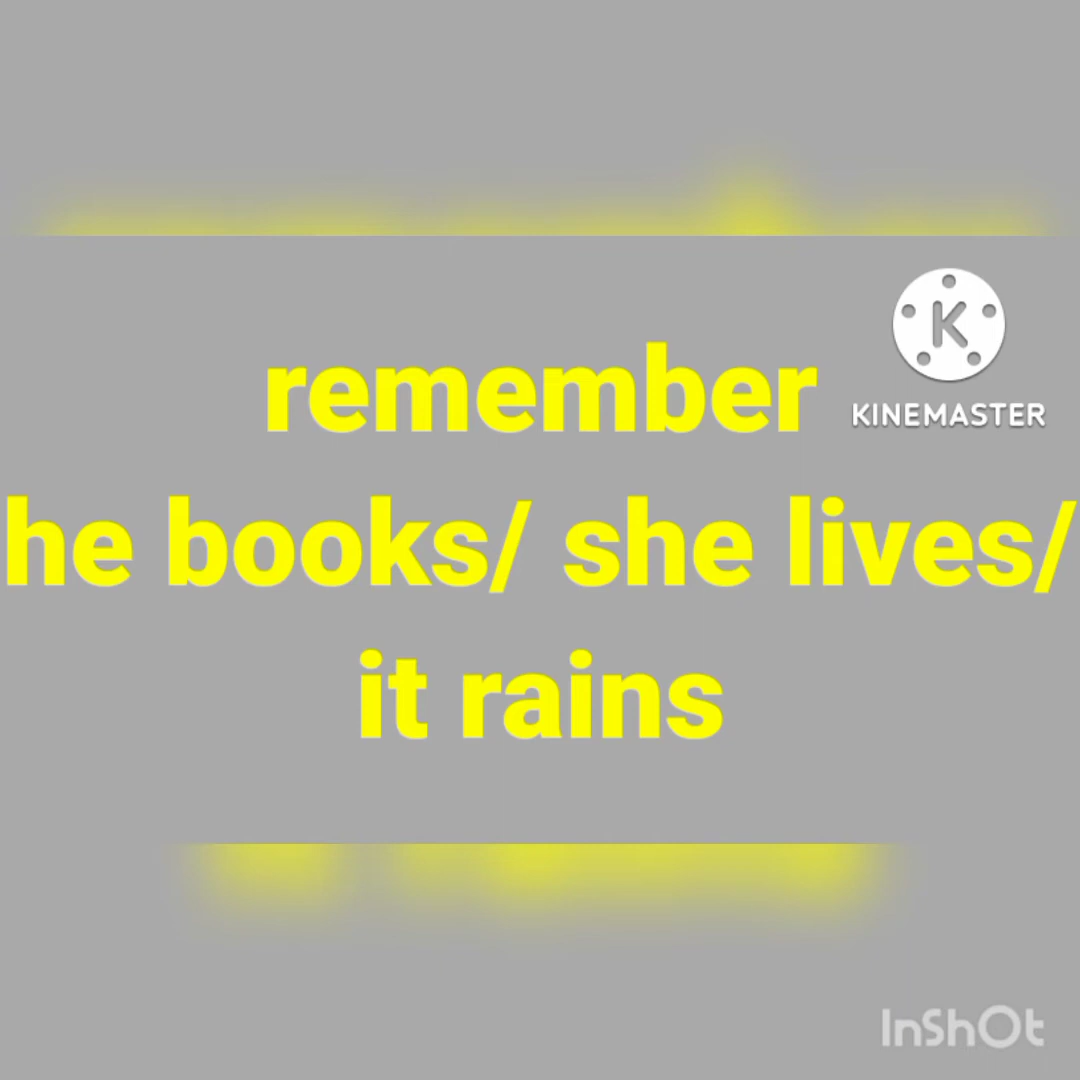 remember
KINEMASTER
he books/ she lives/
it rains
InShOt